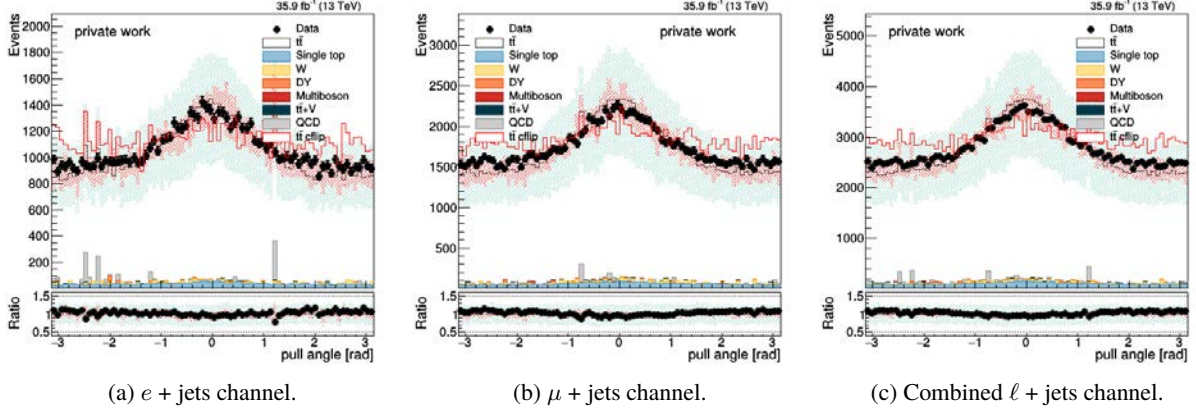 35.9 fb⁻¹ (13 TeV)
Events
2000
1800
1600
1400
1200
1000
800
600
400
200
private work
Data
tt̄
Single top
W
DY
Multiboson
tt̄+V
QCD
tt̄ cflip
Ratio
1.5
1
0.5
−3 −2 −1 0 1 2 3
pull angle [rad]
(a) e + jets channel.
35.9 fb⁻¹ (13 TeV)
Events
3000
2500
2000
1500
1000
500
private work
Data
tt̄
Single top
W
DY
Multiboson
tt̄+V
QCD
tt̄ cflip
Ratio
1.5
1
0.5
−3 −2 −1 0 1 2 3
pull angle [rad]
(b) μ + jets channel.
35.9 fb⁻¹ (13 TeV)
Events
5000
4000
3000
2000
1000
private work
Data
tt̄
Single top
W
DY
Multiboson
tt̄+V
QCD
tt̄ cflip
Ratio
1.5
1
0.5
−3 −2 −1 0 1 2 3
pull angle [rad]
(c) Combined ℓ + jets channel.